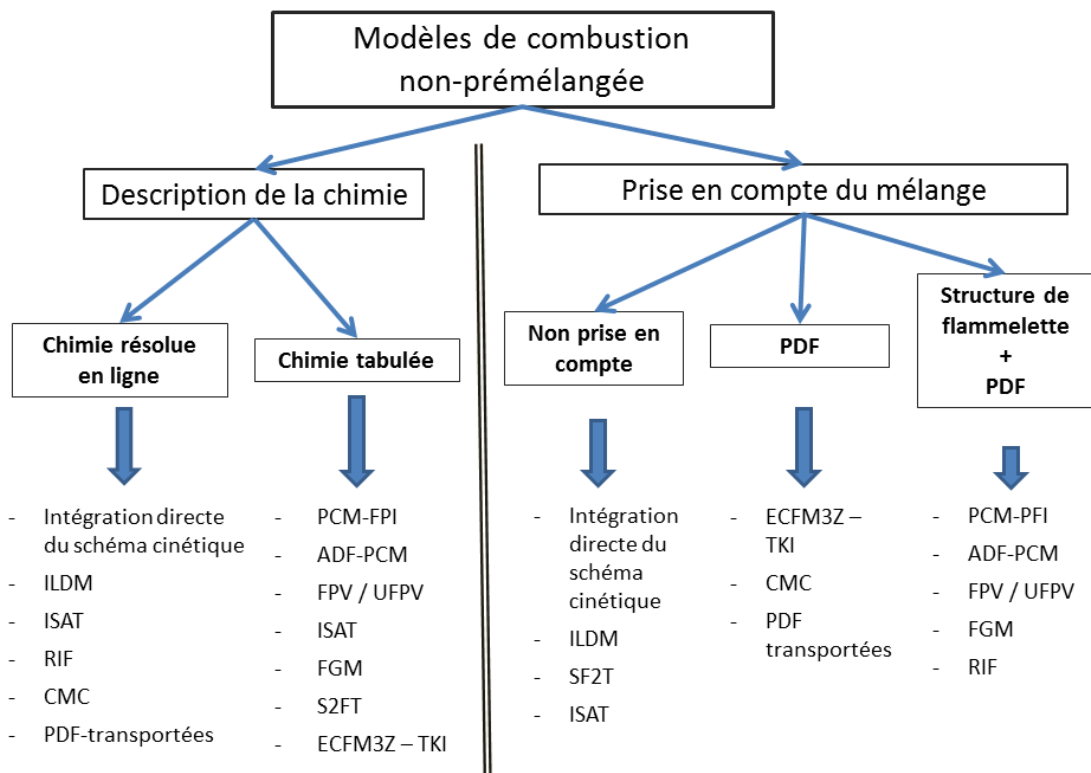 Modèles de combustion
non-prémélangée
Description de la chimie
Prise en compte du mélange
Chimie résolue
en ligne
Chimie tabulée
Non prise en
compte
PDF
Structure de
flammelette
+
PDF
- Intégration directe
du schéma cinétique
- ILDM
- ISAT
- RIF
- CMC
- PDF-transportées
- PCM-FPI
- ADF-PCM
- FPV / UFPV
- ISAT
- FGM
- S2FT
- ECFM3Z – TKI
- Intégration
directe du
schéma
cinétique
- ILDM
- SF2T
- ISAT
- ECFM3Z –
TKI
- CMC
- PDF
transportées
- PCM-PFI
- ADF-PCM
- FPV / UFPV
- FGM
- RIF